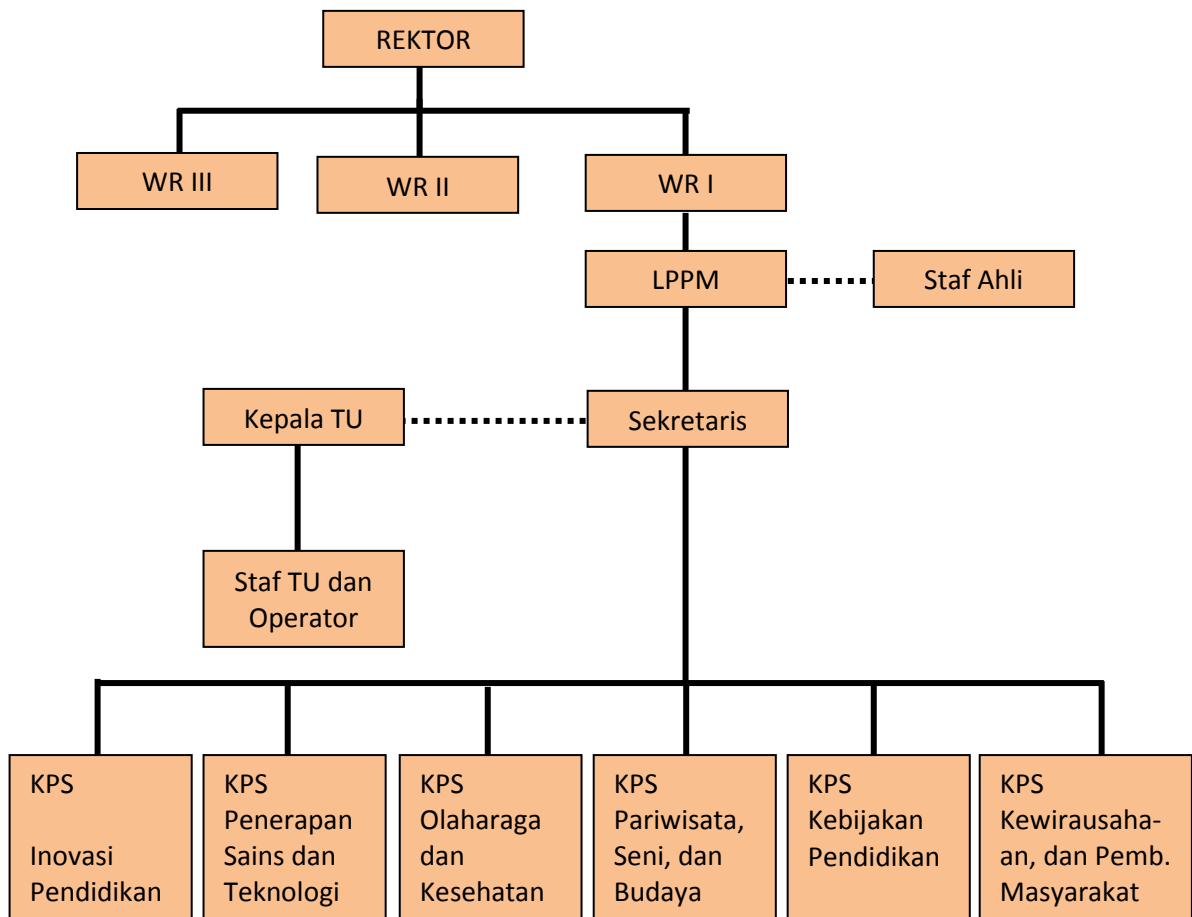 REKTOR
WR III
WR II
WR I
LPPM
Staf Ahli
Kepala TU
Sekretaris
Staf TU dan
Operator
KPS
Inovasi
Pendidikan
KPS
Penerapan
Sains dan
Teknologi
KPS
Olaharaga
dan
Kesehatan
KPS
Pariwisata,
Seni, dan
Budaya
KPS
Kebijakan
Pendidikan
KPS
Kewirausaha-
an, dan Pemb.
Masyarakat